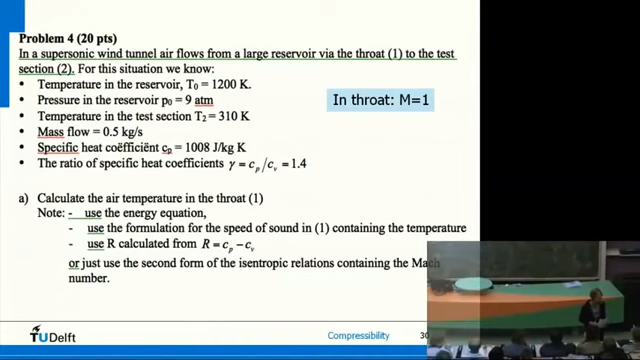 Problem 4 (20 pts)
In a supersonic wind tunnel air flows from a large reservoir via the throat (1) to the test
section (2). For this situation we know:
• Temperature in the reservoir, T₀ = 1200 K.
• Pressure in the reservoir p₀ = 9 atm
• Temperature in the test section T₂ = 310 K
• Mass flow = 0.5 kg/s
• Specific heat coëfficiënt cₚ = 1008 J/kg K
• The ratio of specific heat coefficients γ = cₚ/cᵥ = 1.4
In throat: M=1
a) Calculate the air temperature in the throat (1)
Note: - use the energy equation,
- use the formulation for the speed of sound in (1) containing the temperature
- use R calculated from R = cₚ − cᵥ
or just use the second form of the isentropic relations containing the Mach
number.
TU Delft
Compressibility
30